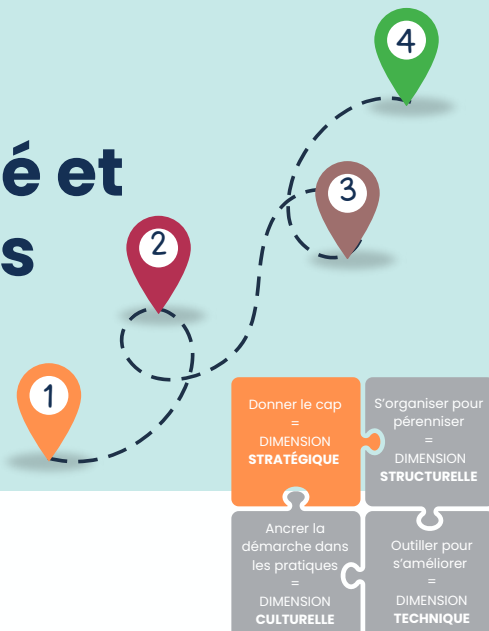 4
é et
3
s
2
1
Donner le cap
=
DIMENSION
STRATÉGIQUE
S'organiser pour
pérenniser
=
DIMENSION
STRUCTURELLE
Ancrer la
démarche dans
les pratiques
=
DIMENSION
CULTURELLE
Outiller pour
s'améliorer
=
DIMENSION
TECHNIQUE